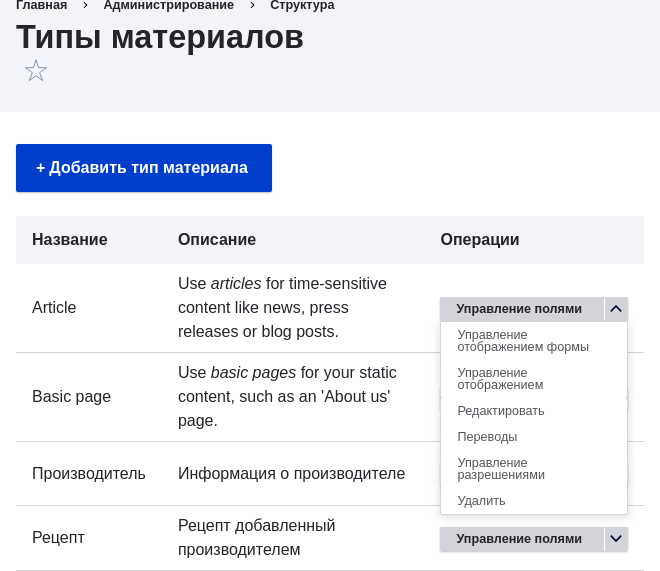 Главная › Администрирование › Структура
Типы материалов
+ Добавить тип материала
Название Описание Операции
Article
Use articles for time-sensitive
content like news, press
releases or blog posts.
Управление полями
Управление
отображением формы
Управление
отображением
Редактировать
Переводы
Управление
разрешениями
Удалить
Basic page
Use basic pages for your static
content, such as an 'About us'
page.
Производитель
Информация о производителе
Рецепт
Рецепт добавленный
производителем
Управление полями